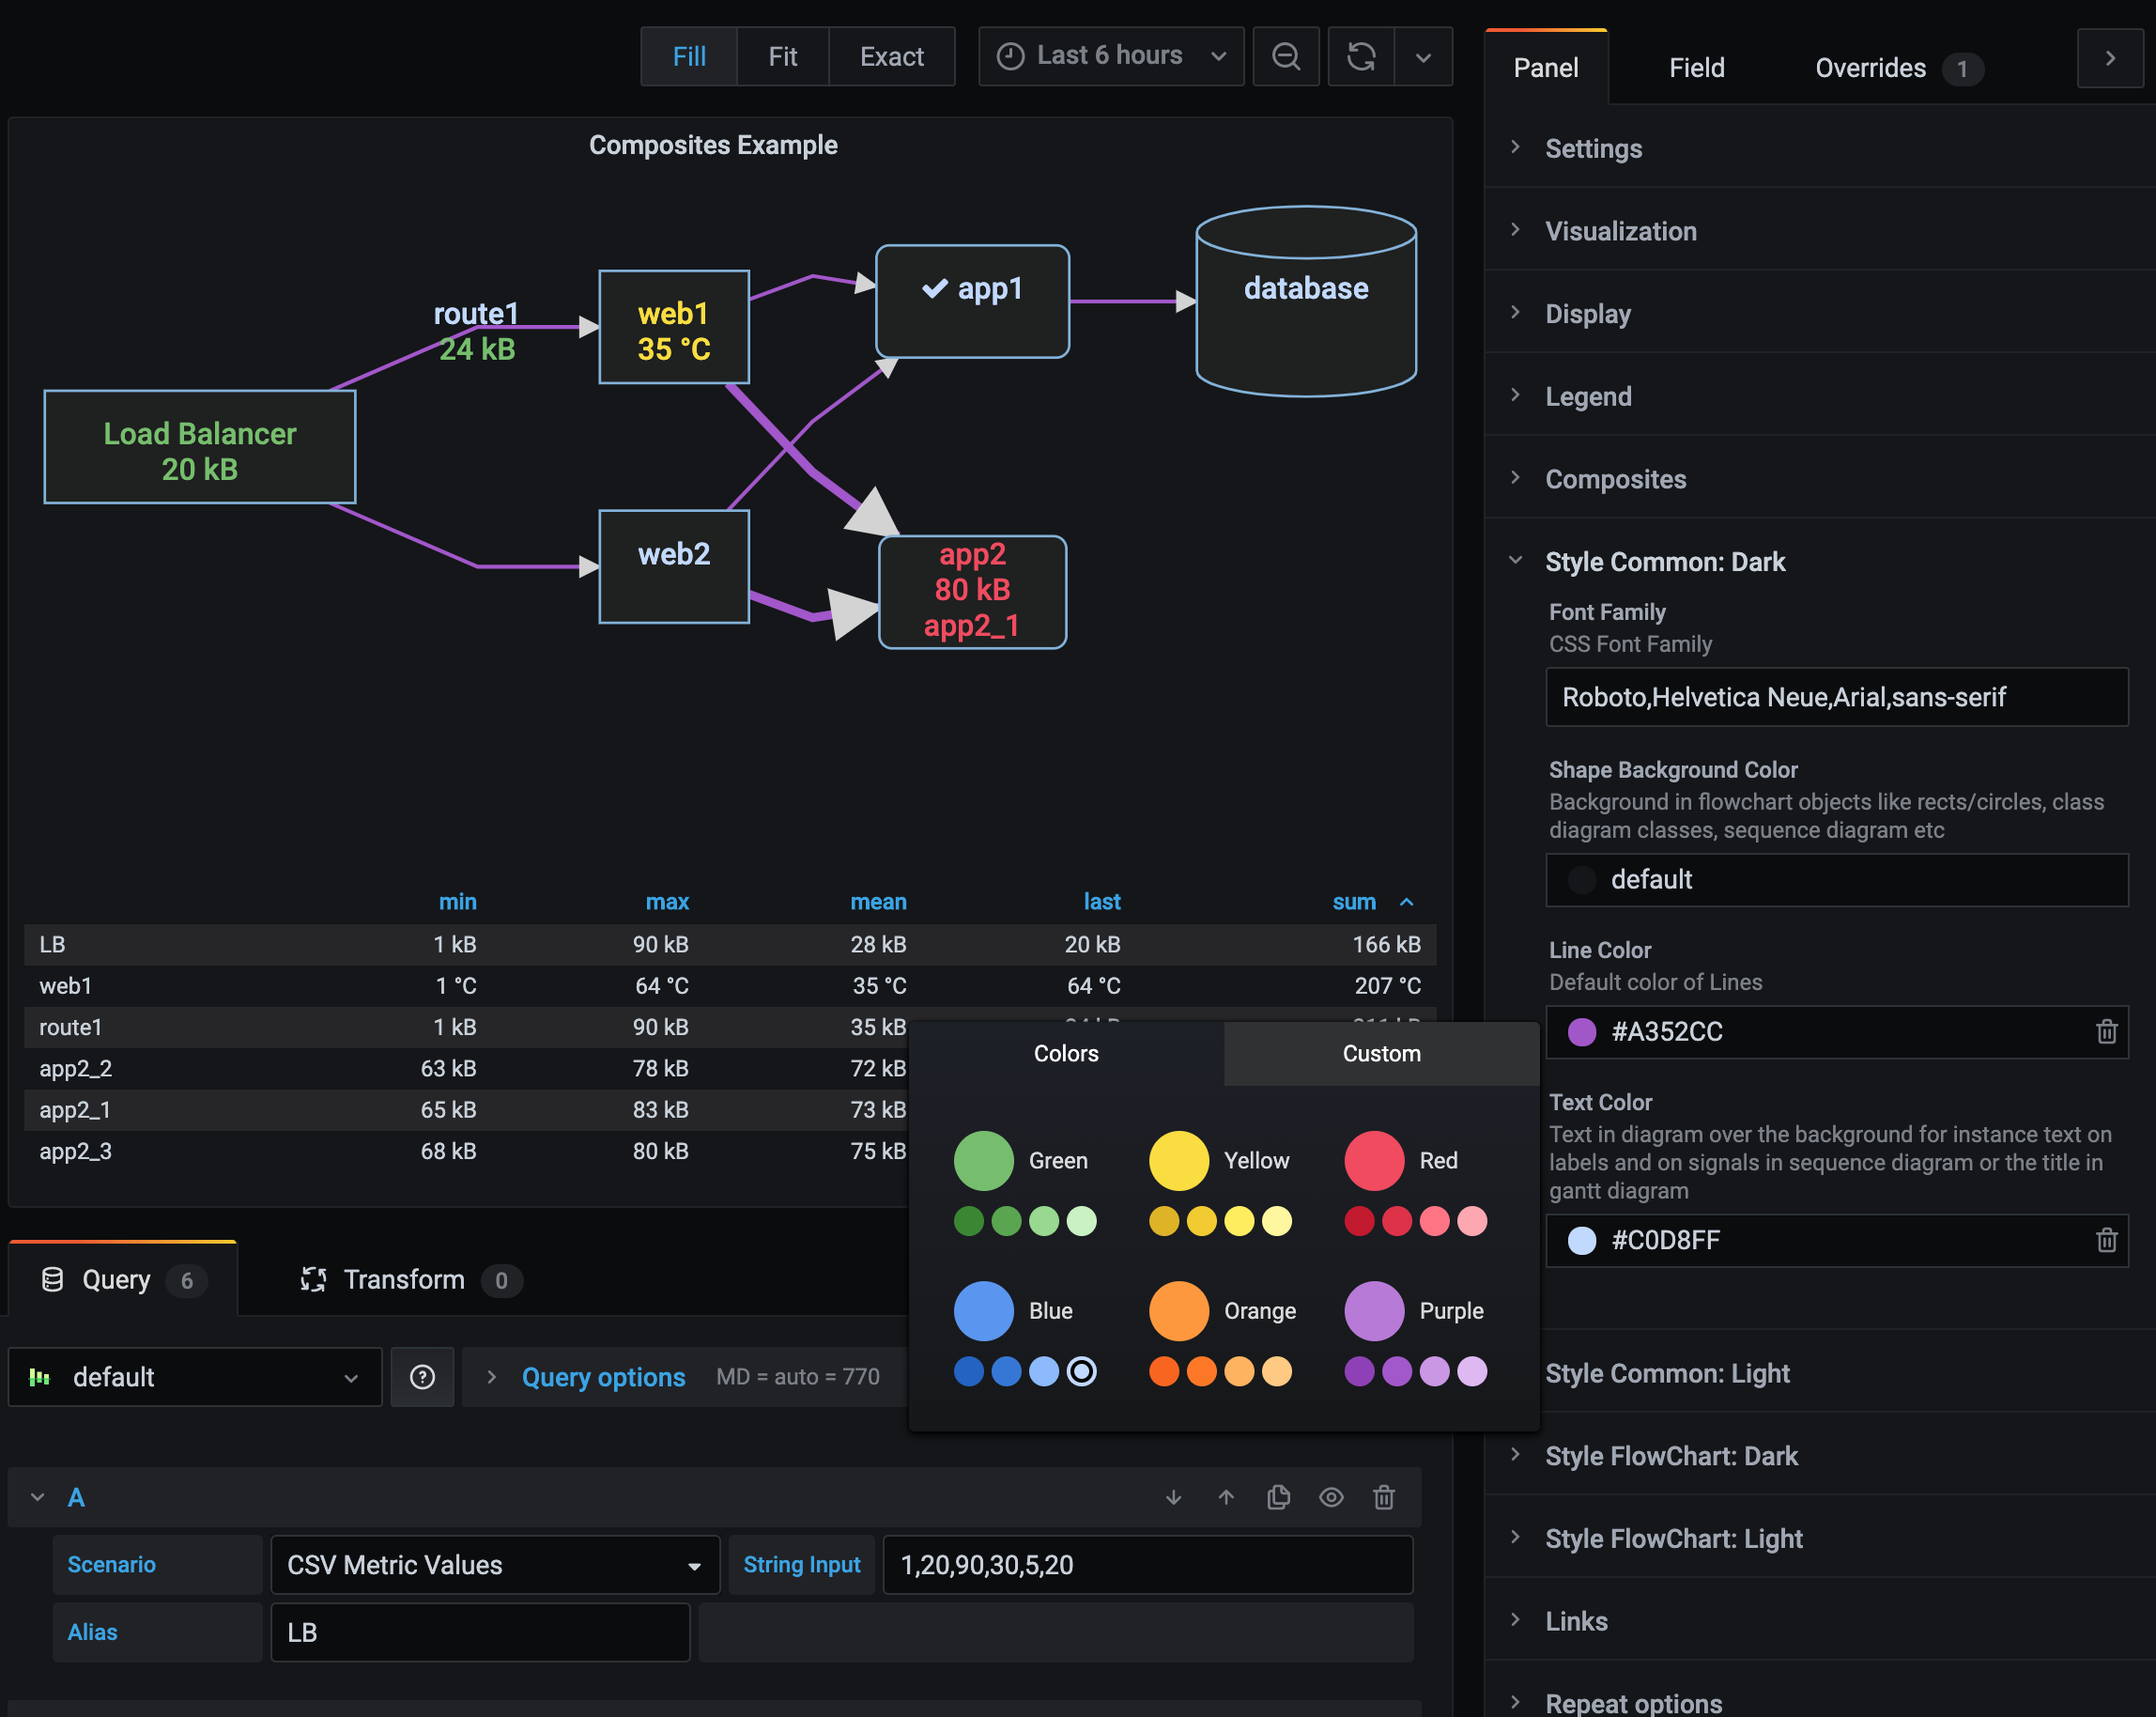 Fill Fit Exact Last 6 hours
Panel Field Overrides 1
Composites Example
route1
24 kB
web1
35 °C
✔ app1
database
Load Balancer
20 kB
web2
app2
80 kB
app2_1
min max mean last sum
LB 1 kB 90 kB 28 kB 20 kB 166 kB
web1 1 °C 64 °C 35 °C 64 °C 207 °C
route1 1 kB 90 kB 35 kB
app2_2 63 kB 78 kB 72 kB
app2_1 65 kB 83 kB 73 kB
app2_3 68 kB 80 kB 75 kB
Colors Custom
Green Yellow Red
Blue Orange Purple
Query 6 Transform 0
default Query options MD = auto = 770
A
Scenario CSV Metric Values String Input 1,20,90,30,5,20
Alias LB
Settings
Visualization
Display
Legend
Composites
Style Common: Dark
Font Family
CSS Font Family
Roboto,Helvetica Neue,Arial,sans-serif
Shape Background Color
Background in flowchart objects like rects/circles, class
diagram classes, sequence diagram etc
default
Line Color
Default color of Lines
#A352CC
Text Color
Text in diagram over the background for instance text on
labels and on signals in sequence diagram or the title in
gantt diagram
#C0D8FF
Style Common: Light
Style FlowChart: Dark
Style FlowChart: Light
Links
Repeat options